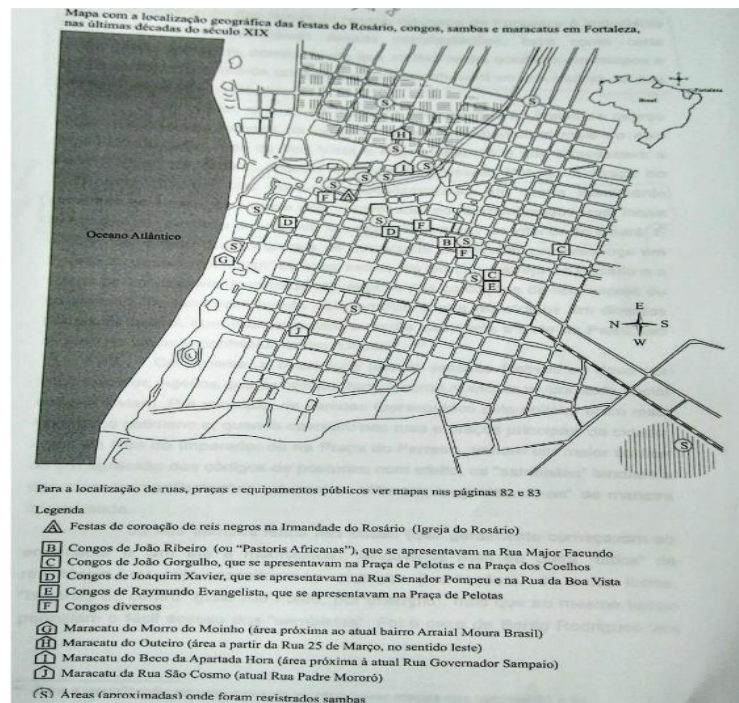 Mapa com a localização geográfica das festas do Rosário, congos, sambas e maracatus em Fortaleza,
nas últimas décadas do século XIX
Brasil
Fortaleza
Oceano Atlântico
S
S
H
S
I
S
S
S
S
F
A
S
D
S
D
F
B
S
F
C
S
G
S
C
E
S
J
E
N
S
W
S
Para a localização de ruas, praças e equipamentos públicos ver mapas nas páginas 82 e 83
Legenda
A Festas de coroação de reis negros na Irmandade do Rosário (Igreja do Rosário)
B Congos de João Ribeiro (ou "Pastoris Africanas"), que se apresentavam na Rua Major Facundo
C Congos de João Gorgulho, que se apresentavam na Praça de Pelotas e na Praça dos Coelhos
D Congos de Joaquim Xavier, que se apresentavam na Rua Senador Pompeu e na Rua da Boa Vista
E Congos de Raymundo Evangelista, que se apresentavam na Praça de Pelotas
F Congos diversos
G Maracatu do Morro do Moinho (área próxima ao atual bairro Arraial Moura Brasil)
H Maracatu do Outeiro (área a partir da Rua 25 de Março, no sentido leste)
I Maracatu do Beco da Apartada Hora (área próxima à atual Rua Governador Sampaio)
J Maracatu da Rua São Cosmo (atual Rua Padre Mororó)
S Áreas (aproximadas) onde foram registrados sambas